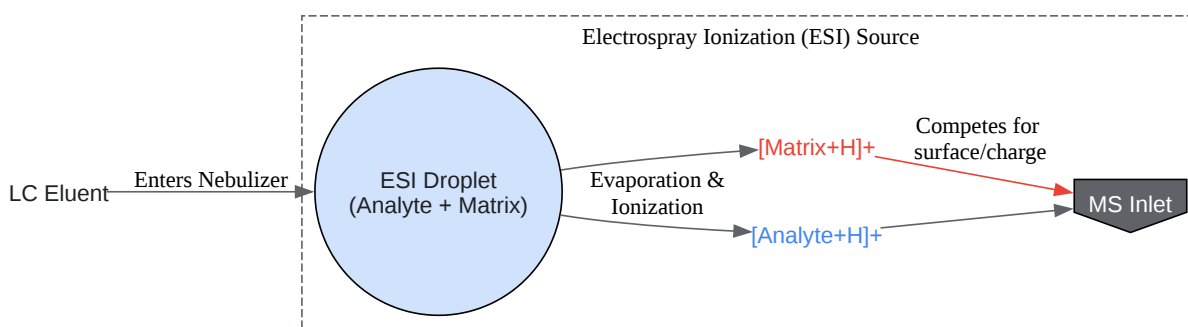 Electrospray Ionization (ESI) Source
LC Eluent
Enters Nebulizer
ESI Droplet
(Analyte + Matrix)
Evaporation &
Ionization
[Matrix+H]+
[Analyte+H]+
Competes for
surface/charge
MS Inlet